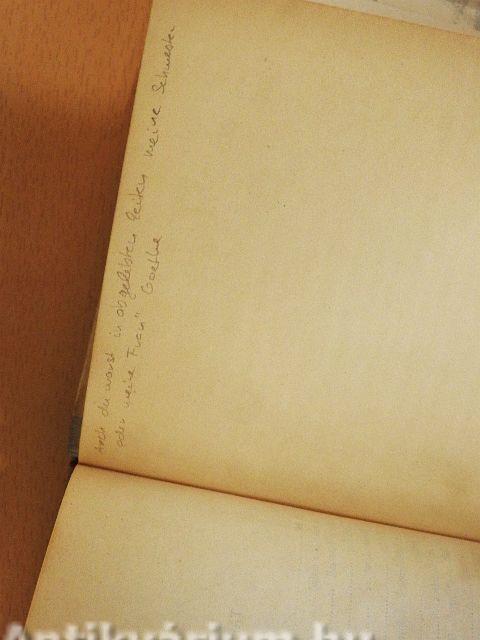 Ach du warst in abgelebten Zeiten meine Schwester
oder meine Frau" Goethe
Antikvárium.hu